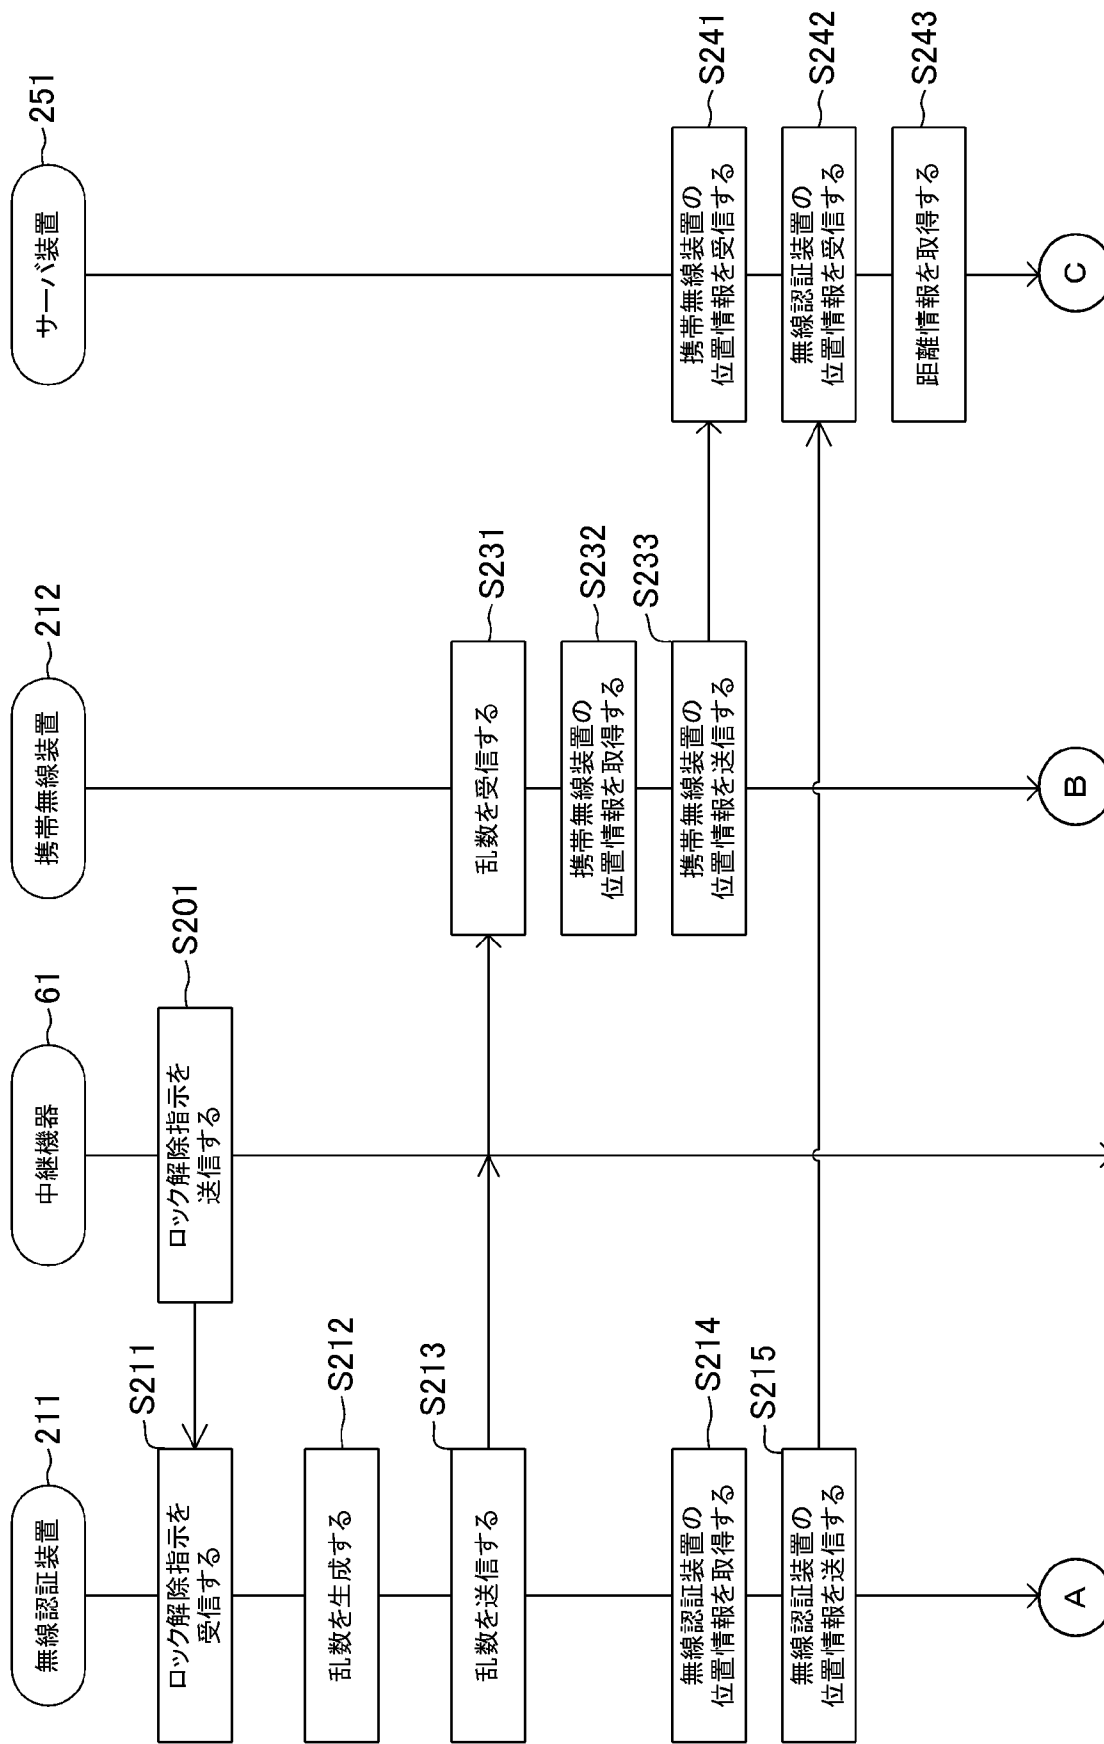 無線認証装置
211
中継機器
61
携帯無線装置
212
サーバ装置
251
ロック解除指示を
送信する
S201
ロック解除指示を
受信する
S211
乱数を生成する
S212
乱数を送信する
S213
乱数を受信する
S231
携帯無線装置の
位置情報を取得する
S232
無線認証装置の
位置情報を取得する
S214
携帯無線装置の
位置情報を送信する
S233
携帯無線装置の
位置情報を受信する
S241
無線認証装置の
位置情報を送信する
S215
無線認証装置の
位置情報を受信する
S242
距離情報を取得する
S243
A
B
C